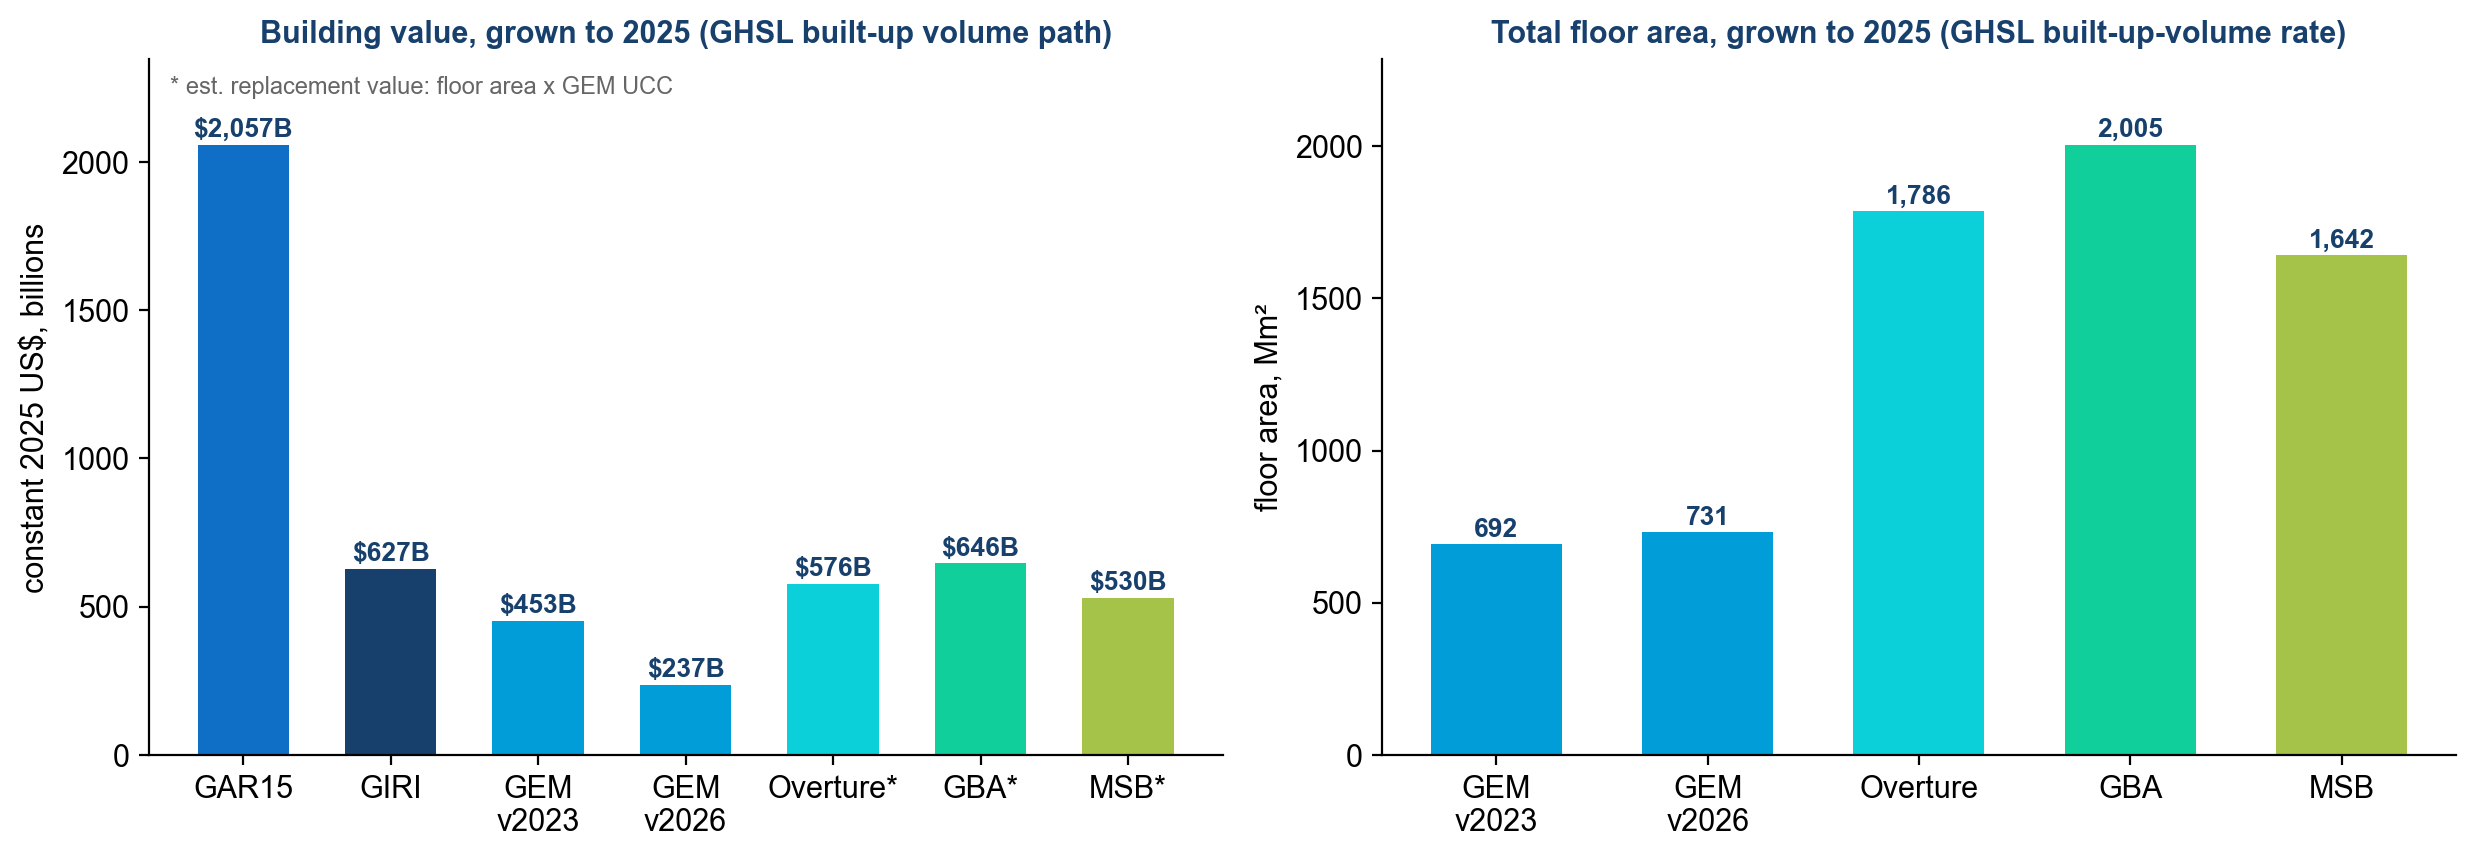 Building value, grown to 2025 (GHSL built-up volume path)
* est. replacement value: floor area x GEM UCC
constant 2025 US$, billions
2000
1500
1000
500
0
$2,057B
$627B
$453B
$237B
$576B
$646B
$530B
GAR15
GIRI
GEM
v2023
GEM
v2026
Overture*
GBA*
MSB*
Total floor area, grown to 2025 (GHSL built-up-volume rate)
floor area, Mm²
2000
1500
1000
500
0
692
731
1,786
2,005
1,642
GEM
v2023
GEM
v2026
Overture
GBA
MSB